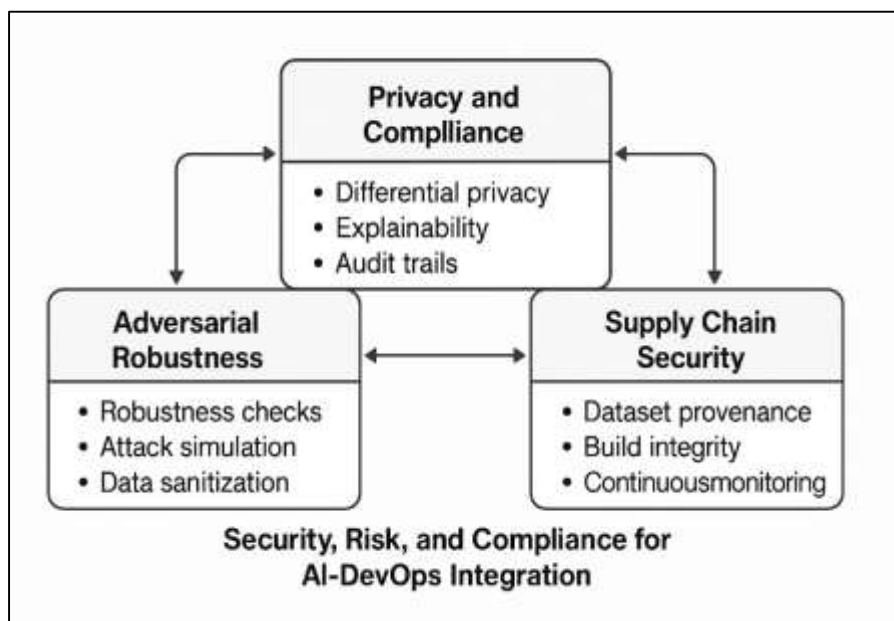 Privacy and
Complliance
• Differential privacy
• Explainability
• Audit trails
Adversarial
Robustness
• Robustness checks
• Attack simulation
• Data sanitization
Supply Chain
Security
• Dataset provenance
• Build integrity
• Continuousmonitoring
Security, Risk, and Compliance for
AI-DevOps Integration